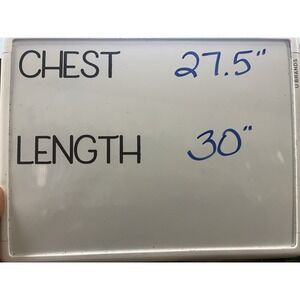 CHEST 27.5"
U BRANDS
LENGTH 30"